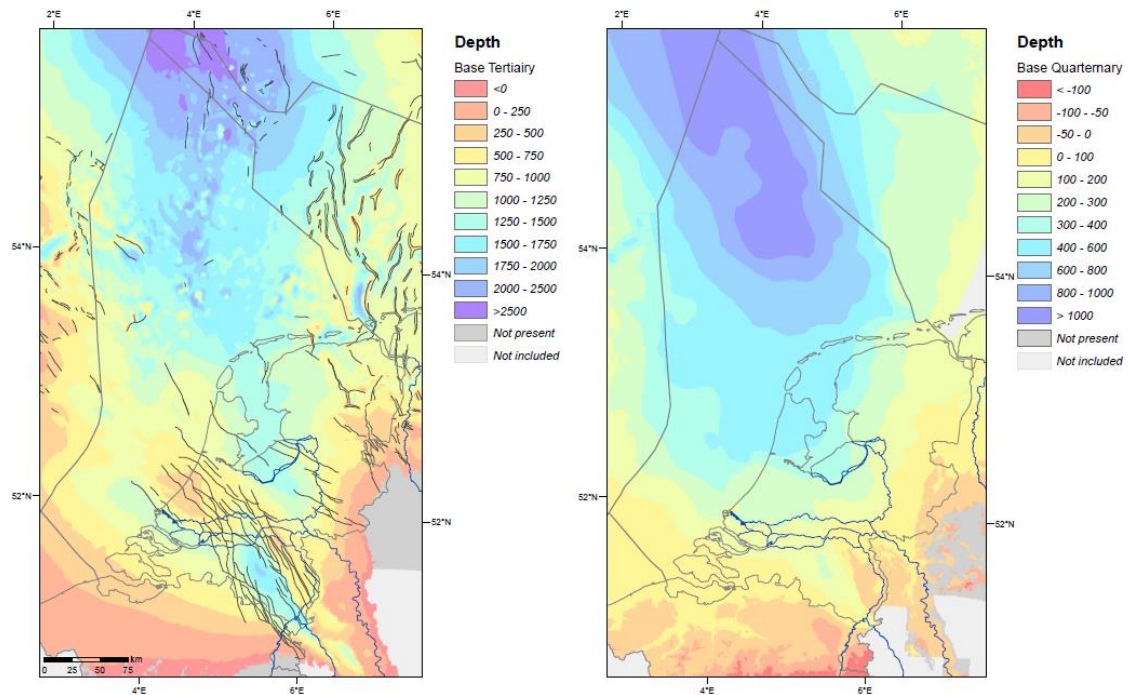 2°E 4°E 6°E
Depth
Base Tertiairy
<0
0 - 250
250 - 500
500 - 750
750 - 1000
1000 - 1250
1250 - 1500
1500 - 1750
1750 - 2000
2000 - 2500
>2500
Not present
Not included
54°N
54°N
52°N
52°N
km
0 25 50 75
4°E 6°E
2°E 4°E 6°E
Depth
Base Quarternary
< -100
-100 - -50
-50 - 0
0 - 100
100 - 200
200 - 300
300 - 400
400 - 600
600 - 800
800 - 1000
> 1000
Not present
Not included
54°N
54°N
52°N
52°N
4°E 6°E